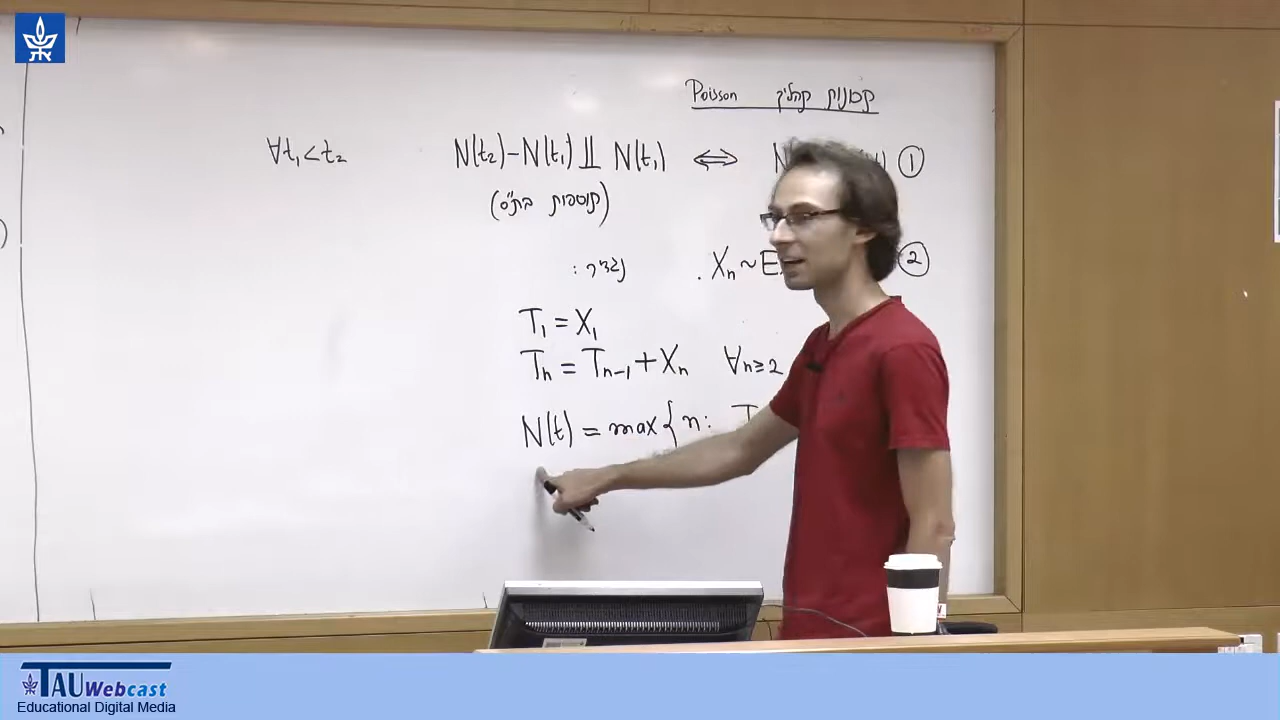 תכונות תהליך Poisson
① N ⟺ N(t₂)−N(t₁) ⫫ N(t₁) ∀t₁<t₂
(תוספות בת"ס)
② Xₙ ~ E . נגדיר :
T₁ = X₁
Tₙ = Tₙ₋₁ + Xₙ ∀n≥2
N(t) = max{ n: T
TAU Webcast
Educational Digital Media